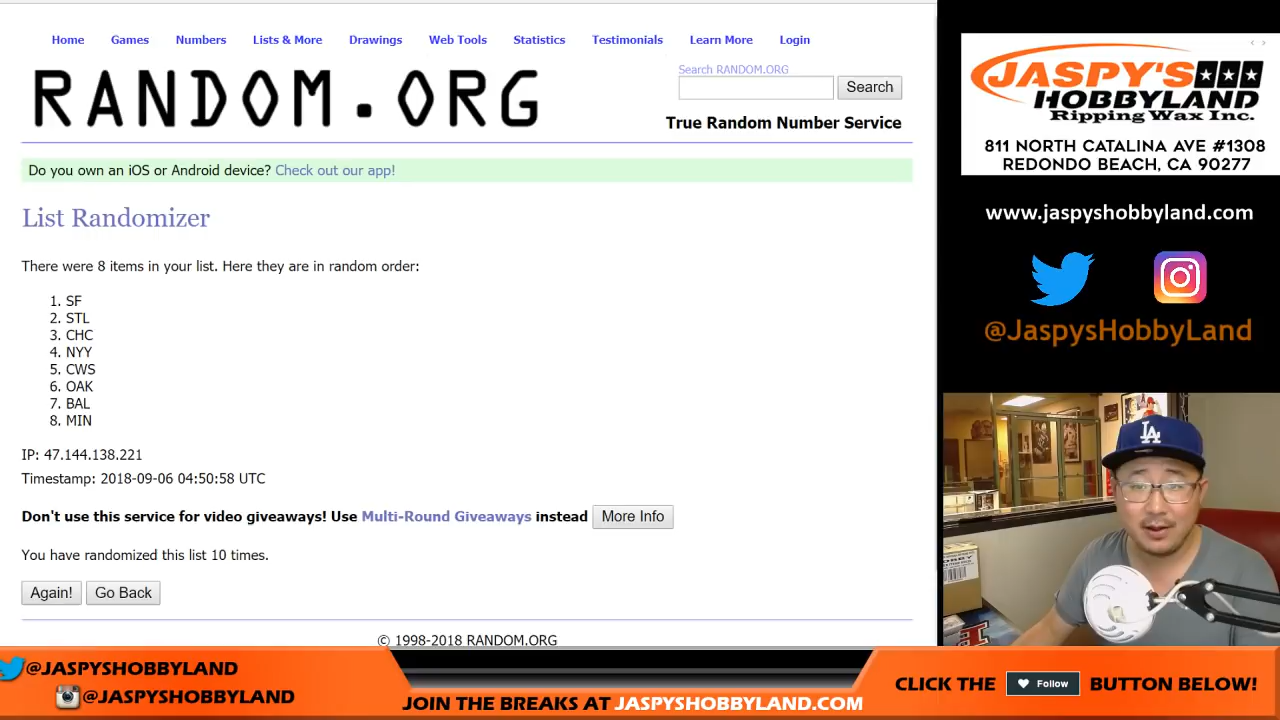 Home Games Numbers Lists & More Drawings Web Tools Statistics Testimonials Learn More Login
RANDOM.ORG
Search RANDOM.ORG
Search
True Random Number Service
Do you own an iOS or Android device? Check out our app!
List Randomizer
There were 8 items in your list. Here they are in random order:
1. SF
2. STL
3. CHC
4. NYY
5. CWS
6. OAK
7. BAL
8. MIN
IP: 47.144.138.221
Timestamp: 2018-09-06 04:50:58 UTC
Don't use this service for video giveaways! Use Multi-Round Giveaways instead More Info
You have randomized this list 10 times.
Again! Go Back
© 1998-2018 RANDOM.ORG
JASPY'S
HOBBYLAND
Ripping Wax Inc.
811 NORTH CATALINA AVE #1308
REDONDO BEACH, CA 90277
www.jaspyshobbyland.com
@JaspysHobbyLand
LA
@JASPYSHOBBYLAND
@JASPYSHOBBYLAND
JOIN THE BREAKS AT JASPYSHOBBYLAND.COM
CLICK THE Follow BUTTON BELOW!